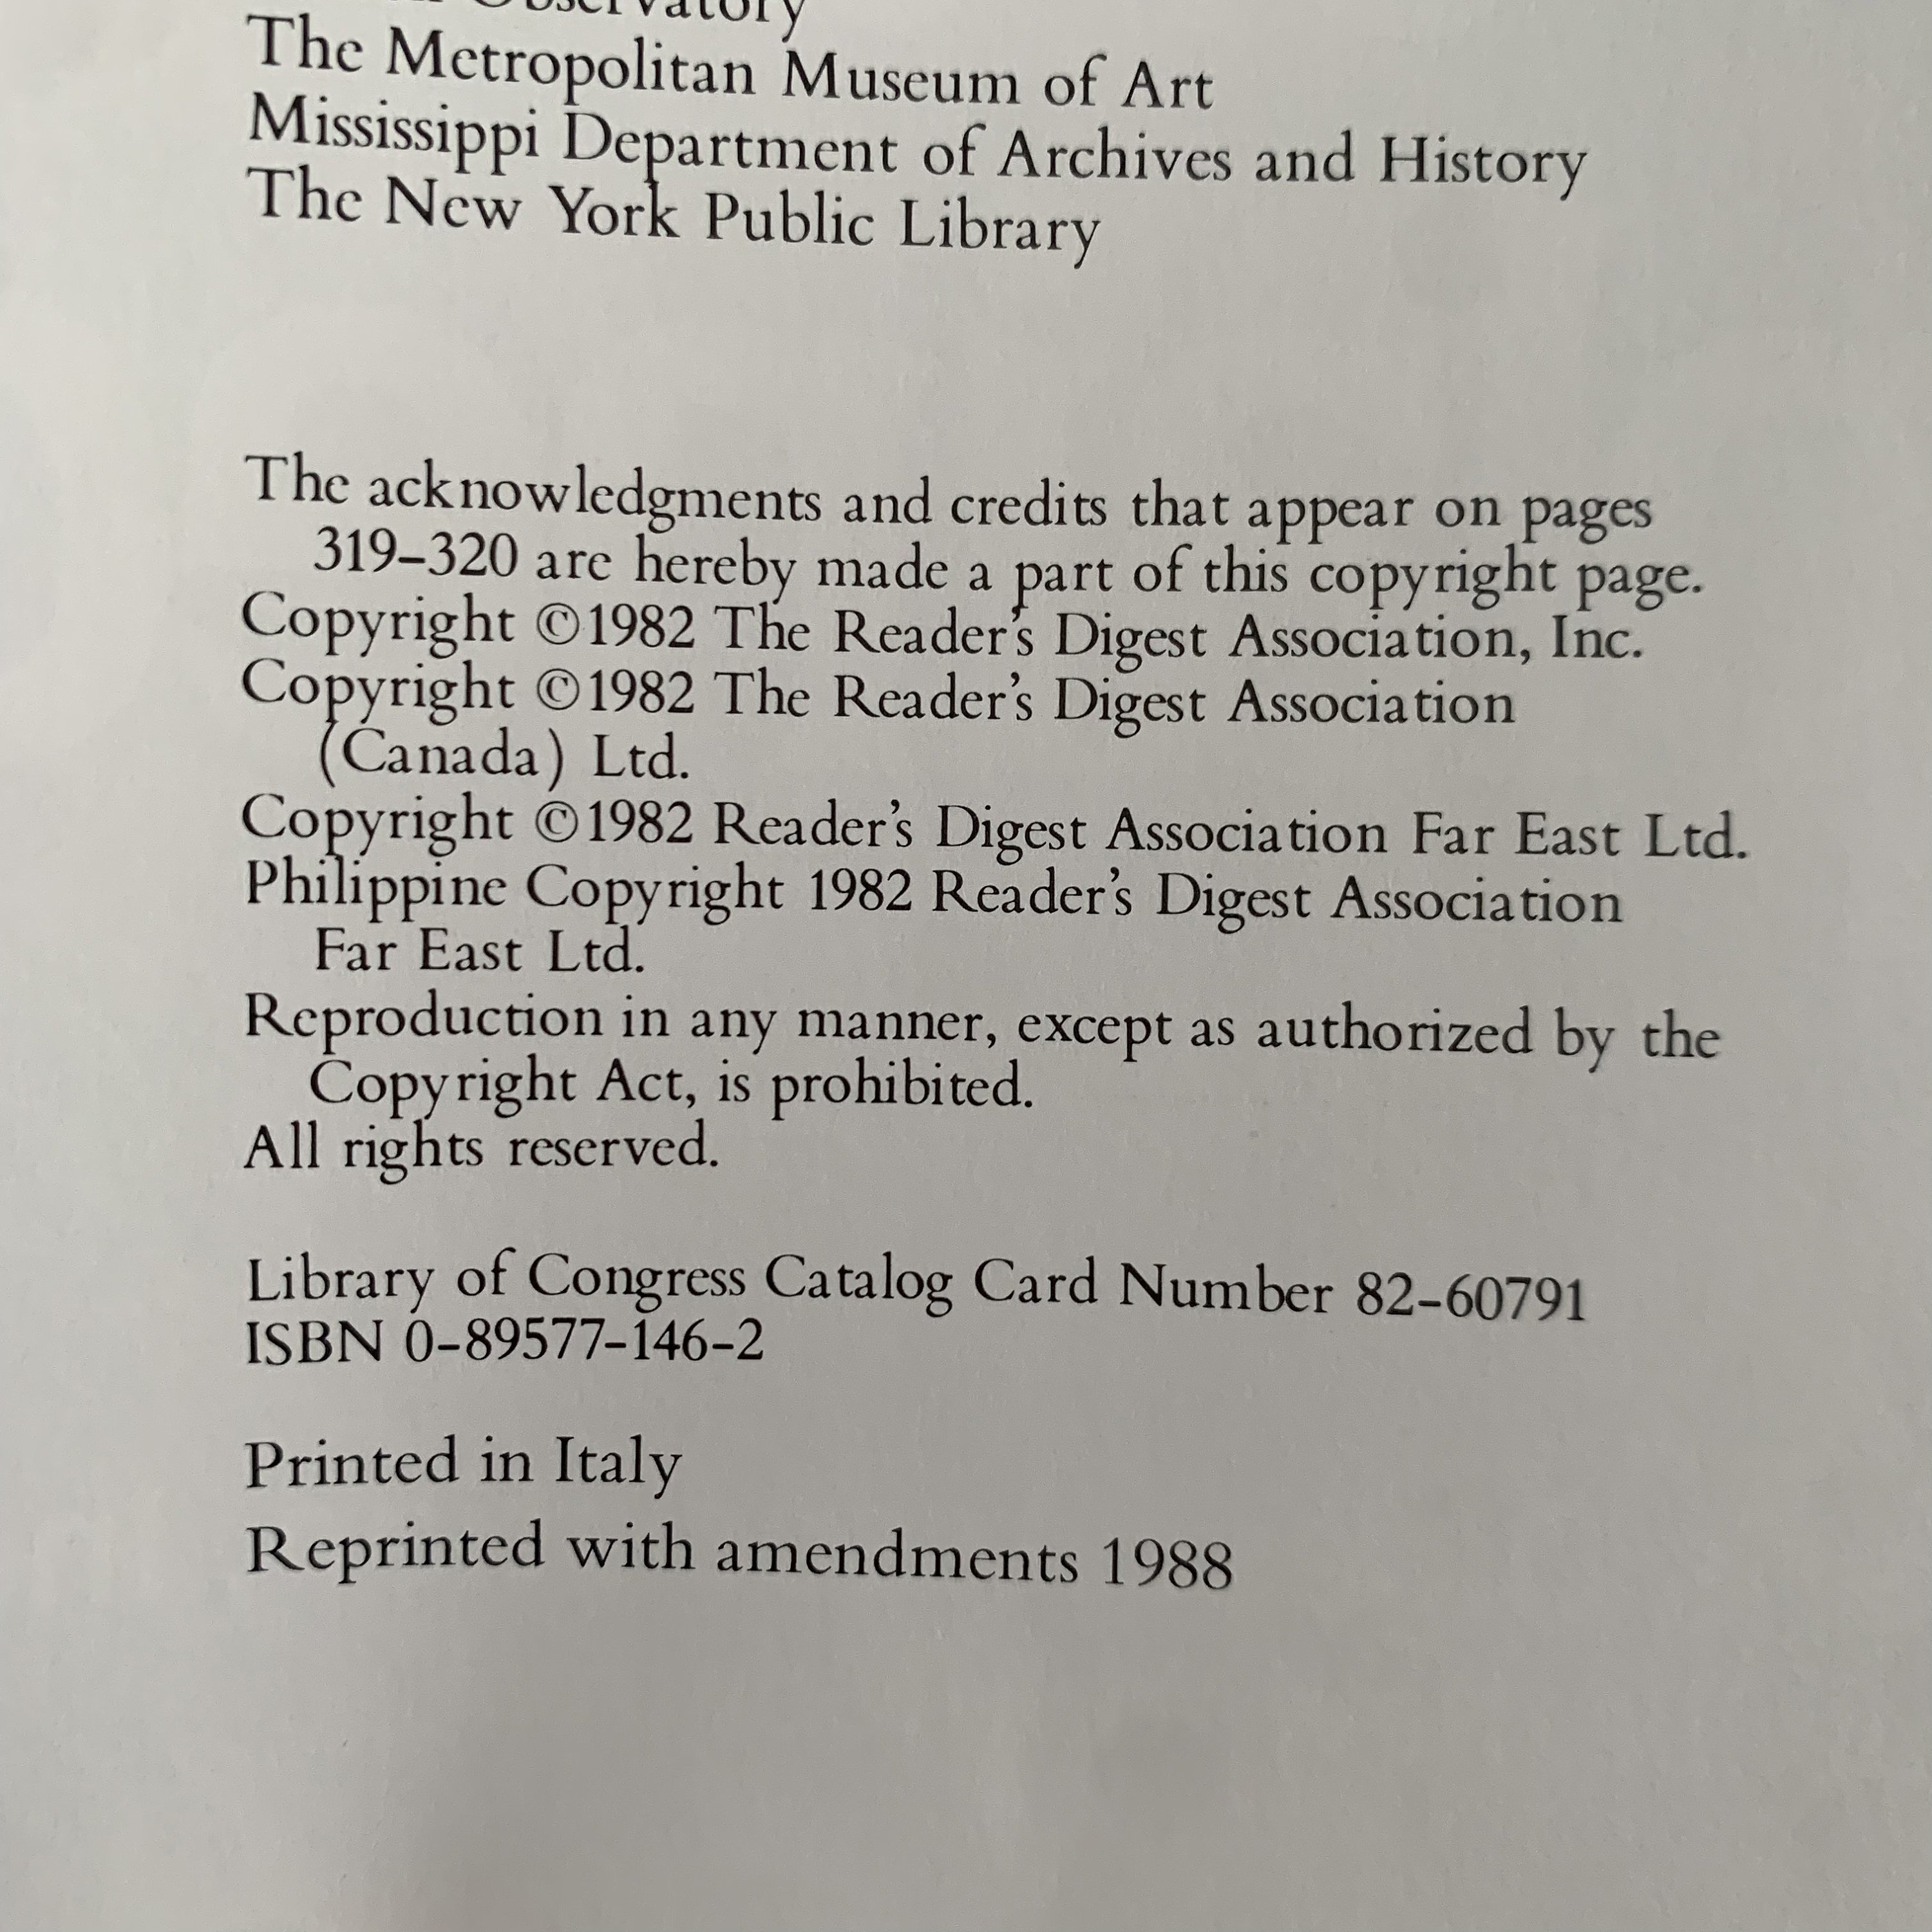 Observatory
The Metropolitan Museum of Art
Mississippi Department of Archives and History
The New York Public Library
The acknowledgments and credits that appear on pages
319–320 are hereby made a part of this copyright page.
Copyright ©1982 The Reader's Digest Association, Inc.
Copyright ©1982 The Reader's Digest Association
(Canada) Ltd.
Copyright ©1982 Reader's Digest Association Far East Ltd.
Philippine Copyright 1982 Reader's Digest Association
Far East Ltd.
Reproduction in any manner, except as authorized by the
Copyright Act, is prohibited.
All rights reserved.
Library of Congress Catalog Card Number 82–60791
ISBN 0–89577–146–2
Printed in Italy
Reprinted with amendments 1988